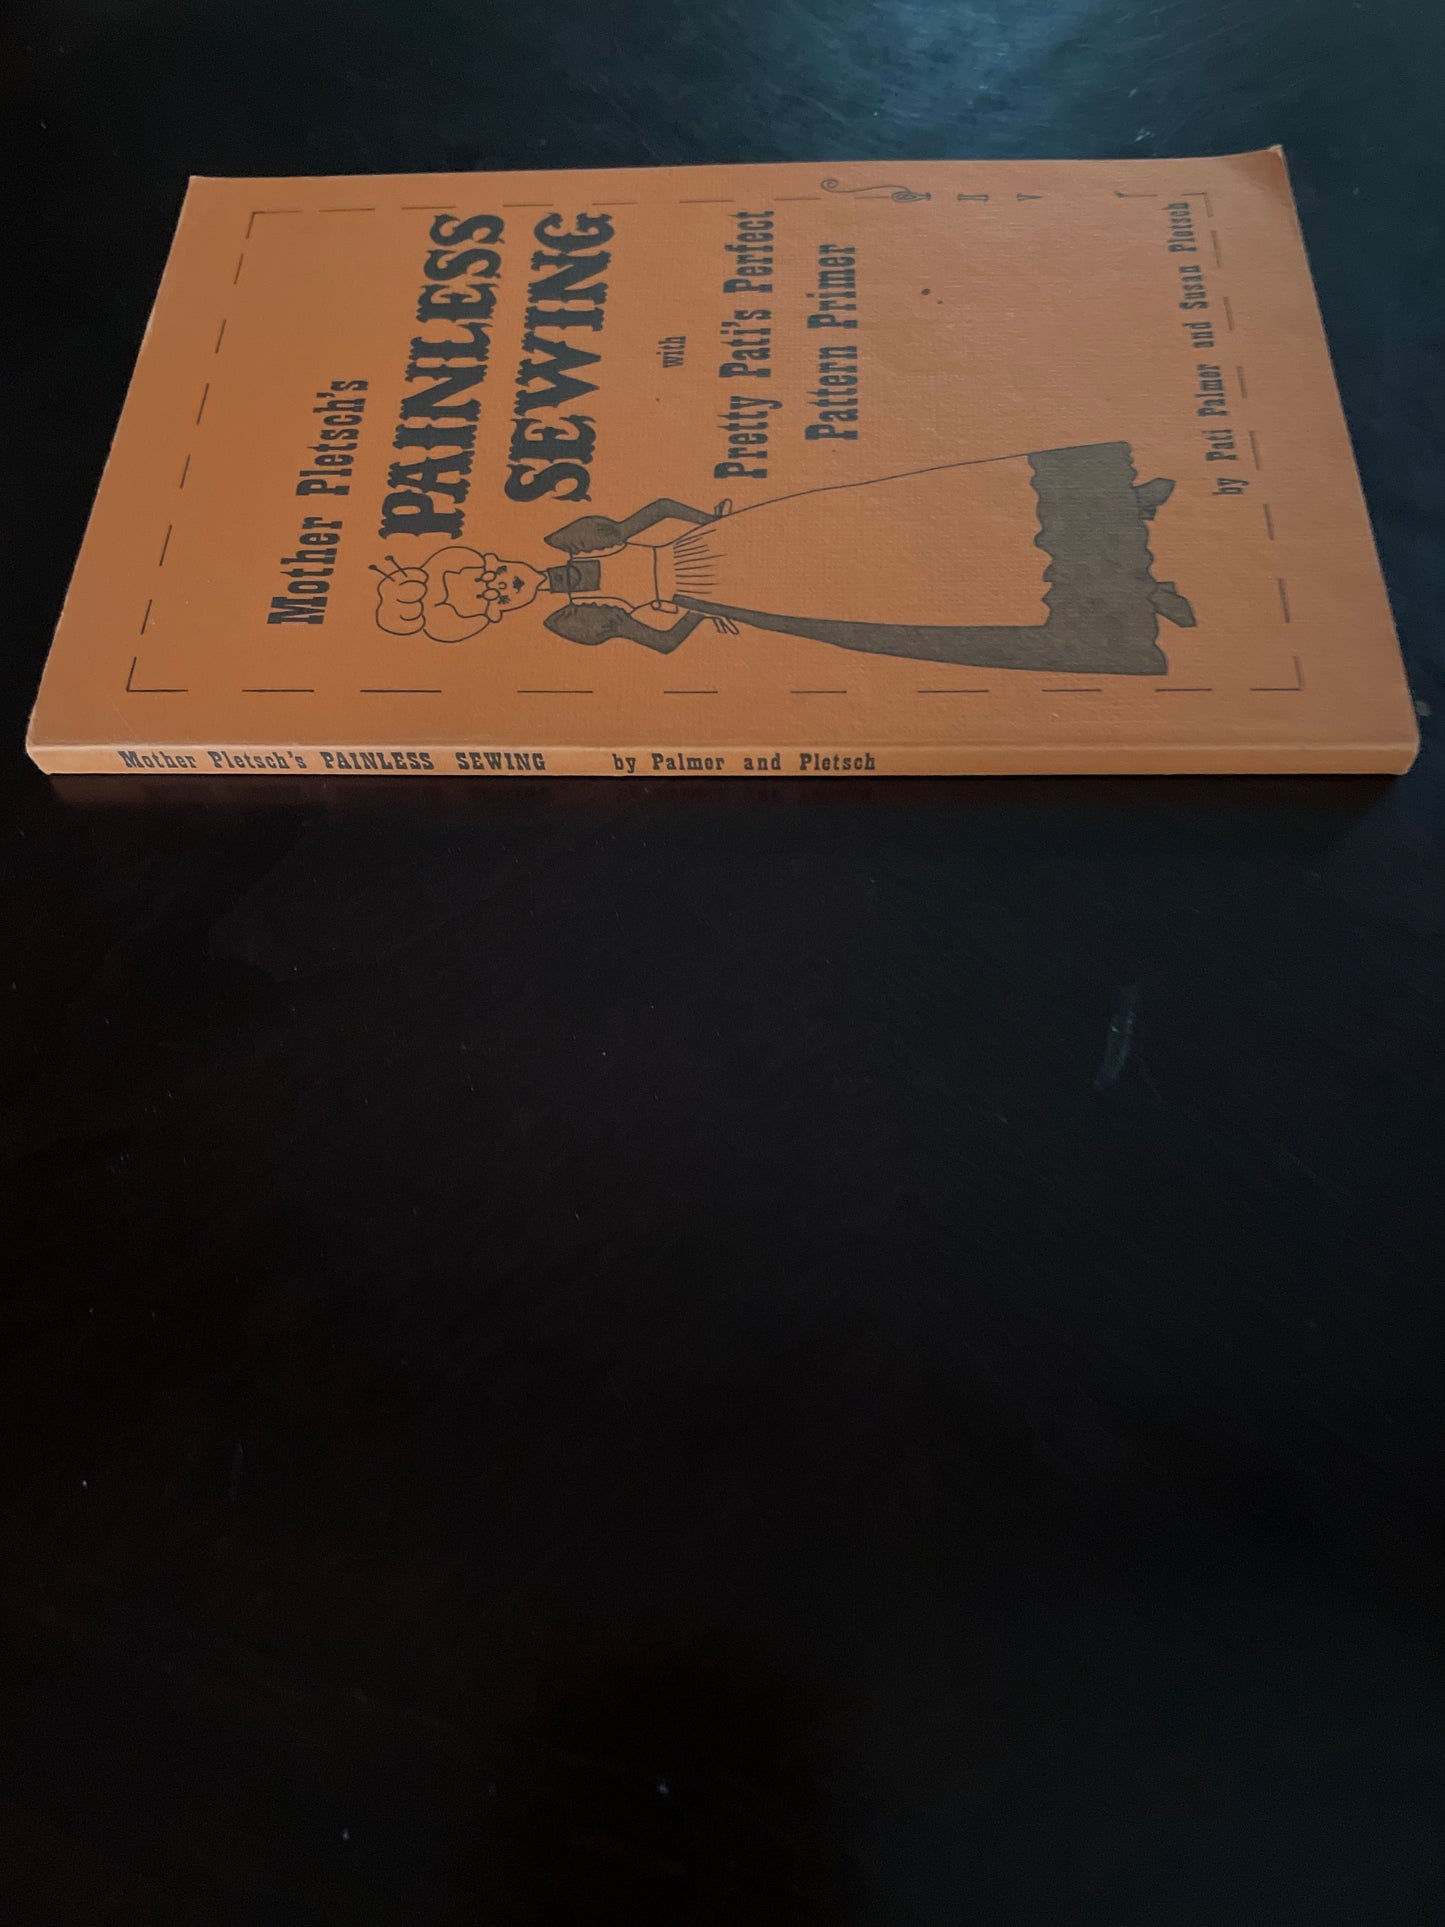 Mother Pletsch's
PAINLESS
SEWING
with
Pretty Pati's Perfect
Pattern Primer
by Pati Palmer and Susan Pletsch
Mother Pletsch's PAINLESS SEWING by Palmer and Pletsch